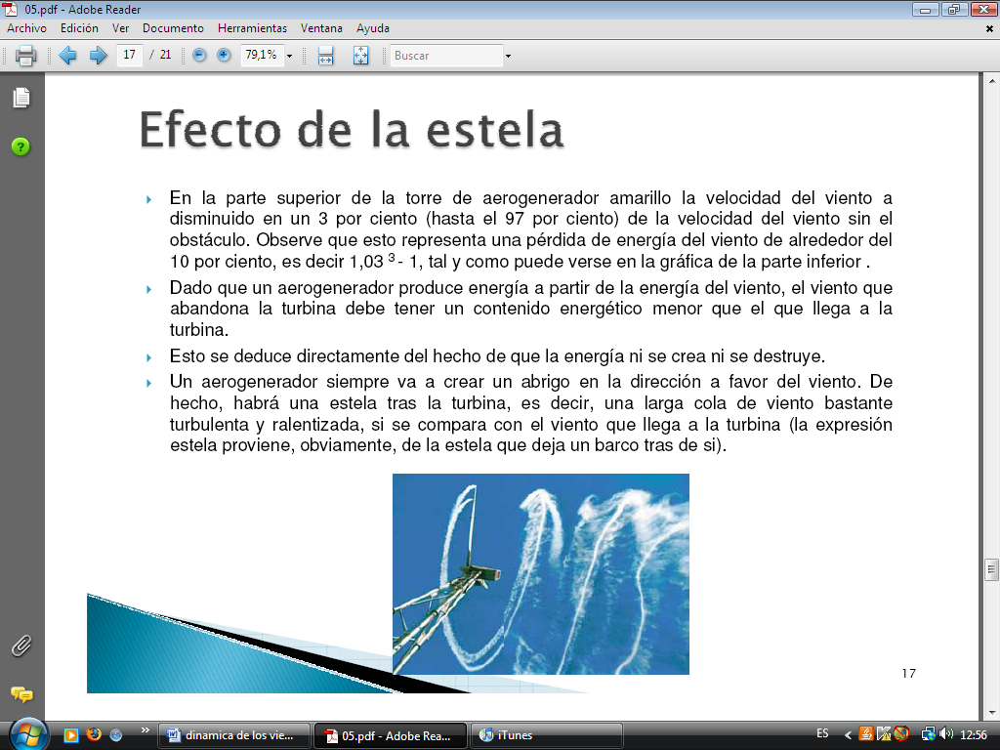 05.pdf - Adobe Reader
Archivo Edición Ver Documento Herramientas Ventana Ayuda
17 / 21 79,1% Buscar
Efecto de la estela
En la parte superior de la torre de aerogenerador amarillo la velocidad del viento a
disminuido en un 3 por ciento (hasta el 97 por ciento) de la velocidad del viento sin el
obstáculo. Observe que esto representa una pérdida de energía del viento de alrededor del
10 por ciento, es decir 1,03 ³ - 1, tal y como puede verse en la gráfica de la parte inferior .
Dado que un aerogenerador produce energía a partir de la energía del viento, el viento que
abandona la turbina debe tener un contenido energético menor que el que llega a la
turbina.
Esto se deduce directamente del hecho de que la energía ni se crea ni se destruye.
Un aerogenerador siempre va a crear un abrigo en la dirección a favor del viento. De
hecho, habrá una estela tras la turbina, es decir, una larga cola de viento bastante
turbulenta y ralentizada, si se compara con el viento que llega a la turbina (la expresión
estela proviene, obviamente, de la estela que deja un barco tras de si).
17
dinamica de los vie... 05.pdf - Adobe Rea... iTunes ES 12:56